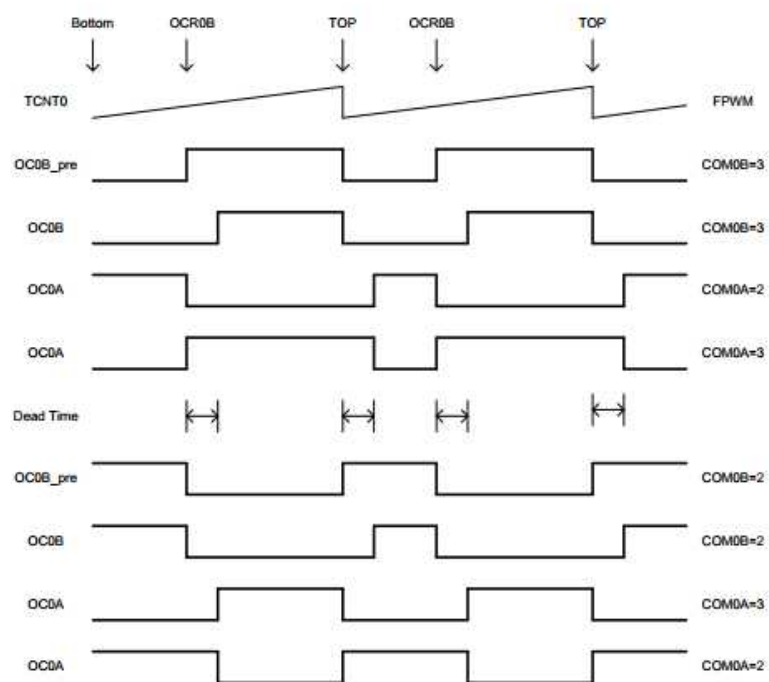 Bottom OCR0B TOP OCR0B TOP
TCNT0 FPWM
OC0B_pre COM0B=3
OC0B COM0B=3
OC0A COM0A=2
OC0A COM0A=3
Dead Time
OC0B_pre COM0B=2
OC0B COM0B=2
OC0A COM0A=3
OC0A COM0A=2